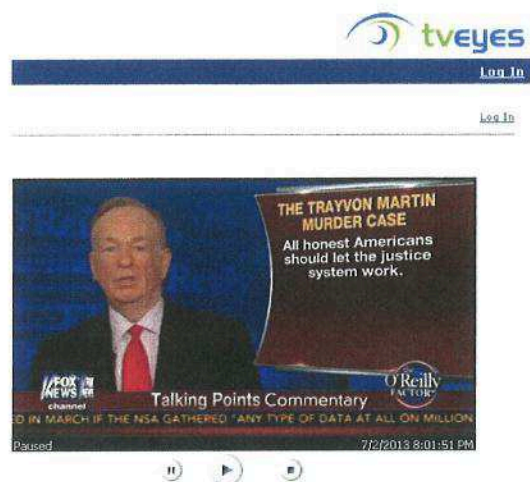 tveyes
Log In
Log In
THE TRAYVON MARTIN
MURDER CASE
All honest Americans
should let the justice
system work.
FOX
NEWS
channel
The
O'Reilly
FACTOR
Talking Points Commentary
ED IN MARCH IF THE NSA GATHERED "ANY TYPE OF DATA AT ALL ON MILLION
Paused
7/2/2013 8:01:51 PM